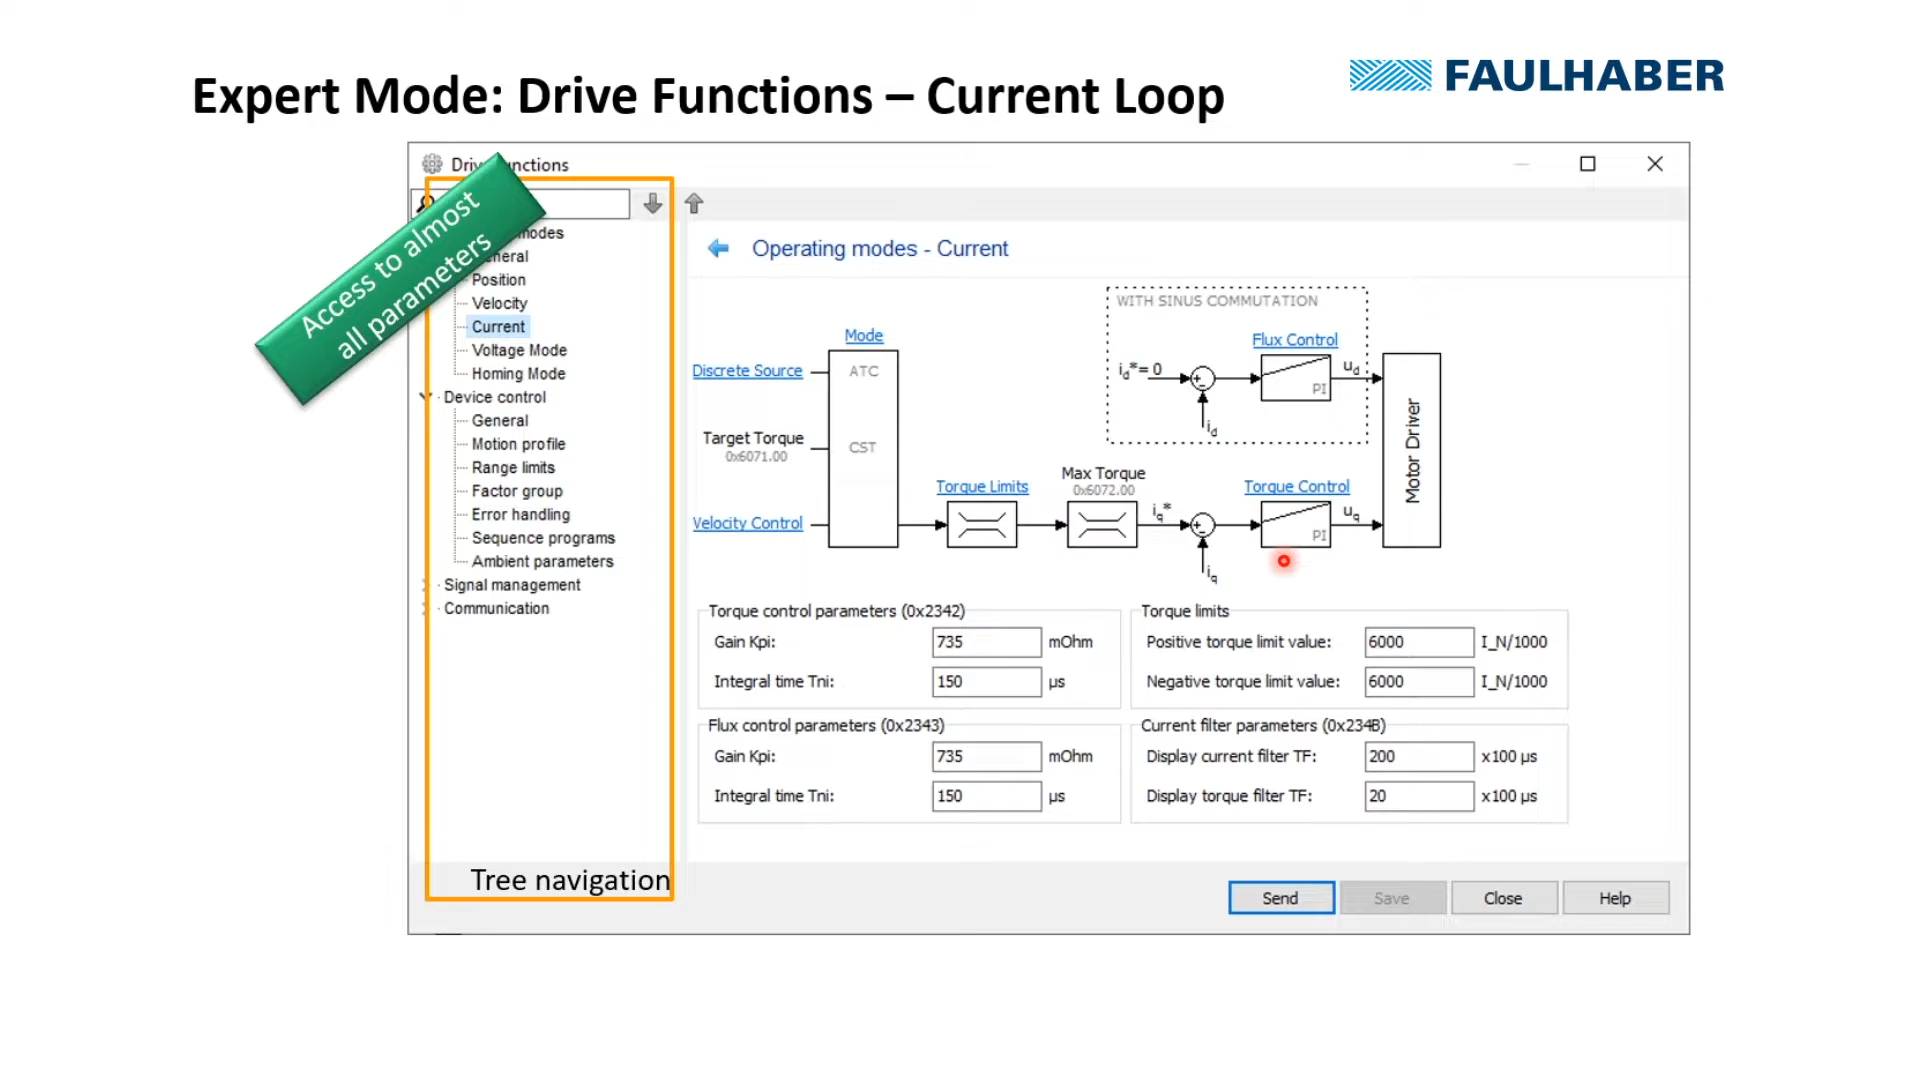 Expert Mode: Drive Functions – Current Loop
FAULHABER
Access to almost
all parameters
Position
Velocity
Current
Voltage Mode
Homing Mode
Device control
General
Motion profile
Range limits
Factor group
Error handling
Sequence programs
Ambient parameters
Signal management
Communication
Tree navigation
Operating modes - Current
WITH SINUS COMMUTATION
Flux Control
id*= 0
PI
ud
id
Mode
Discrete Source
ATC
Target Torque
0x6071.00
CST
Velocity Control
Torque Limits
Max Torque
0x6072.00
iq*
iq
Torque Control
PI
uq
Motor Driver
Torque control parameters (0x2342)
Gain Kpi: 735 mOhm
Integral time Tni: 150 µs
Torque limits
Positive torque limit value: 6000 I_N/1000
Negative torque limit value: 6000 I_N/1000
Flux control parameters (0x2343)
Gain Kpi: 735 mOhm
Integral time Tni: 150 µs
Current filter parameters (0x234B)
Display current filter TF: 200 x100 µs
Display torque filter TF: 20 x100 µs
Send
Save
Close
Help